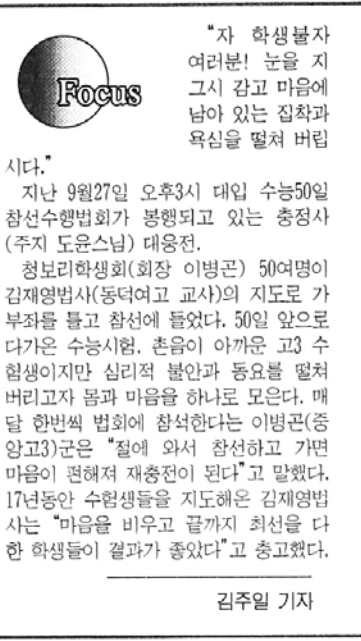 Focus
"자 학생불자
여러분! 눈을 지
그시 감고 마음에
남아 있는 집착과
욕심을 떨쳐 버립
시다."
지난 9월27일 오후3시 대입 수능50일
참선수행법회가 봉행되고 있는 충정사
(주지 도윤스님) 대웅전.
청보리학생회(회장 이병곤) 50여명이
김재영법사(동덕여고 교사)의 지도로 가
부좌를 틀고 참선에 들었다. 50일 앞으로
다가온 수능시험. 촌음이 아까운 고3 수
험생이지만 심리적 불안과 동요를 떨쳐
버리고자 몸과 마음을 하나로 모은다. 매
달 한번씩 법회에 참석한다는 이병곤(중
앙고3)군은 "절에 와서 참선하고 가면
마음이 편해져 재충전이 된다"고 말했다.
17년동안 수험생들을 지도해온 김재영법
사는 "마음을 비우고 끝까지 최선을 다
한 학생들이 결과가 좋았다"고 충고했다.
김주일 기자